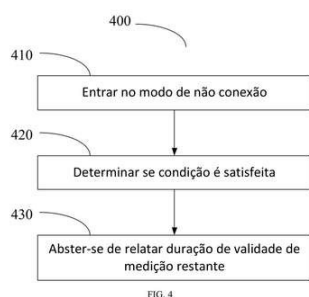 400
410
Entrar no modo de não conexão
420
Determinar se condição é satisfeita
430
Abster-se de relatar duração de validade de
medição restante
FIG. 4